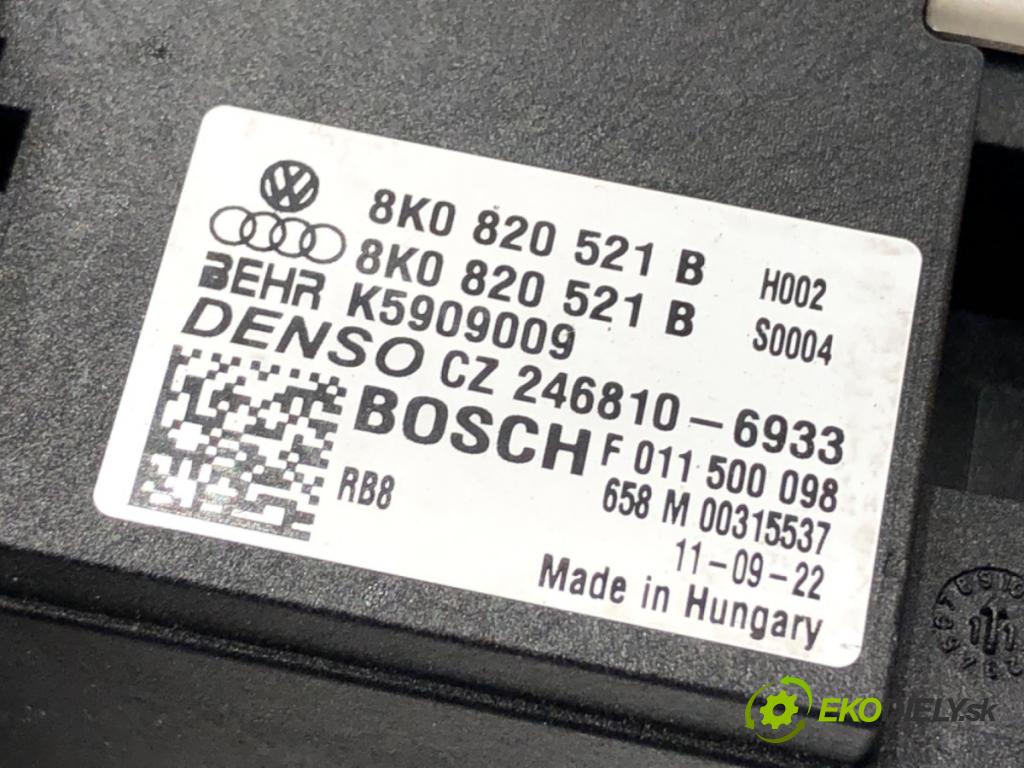 8K0 820 521 B H002
8K0 820 521 B S0004
BEHR K5909009
DENSO CZ 246810-6933
BOSCH F 011 500 098
RB8 658 M 00315537
11-09-22
Made in Hungary
EKODIELY.sk